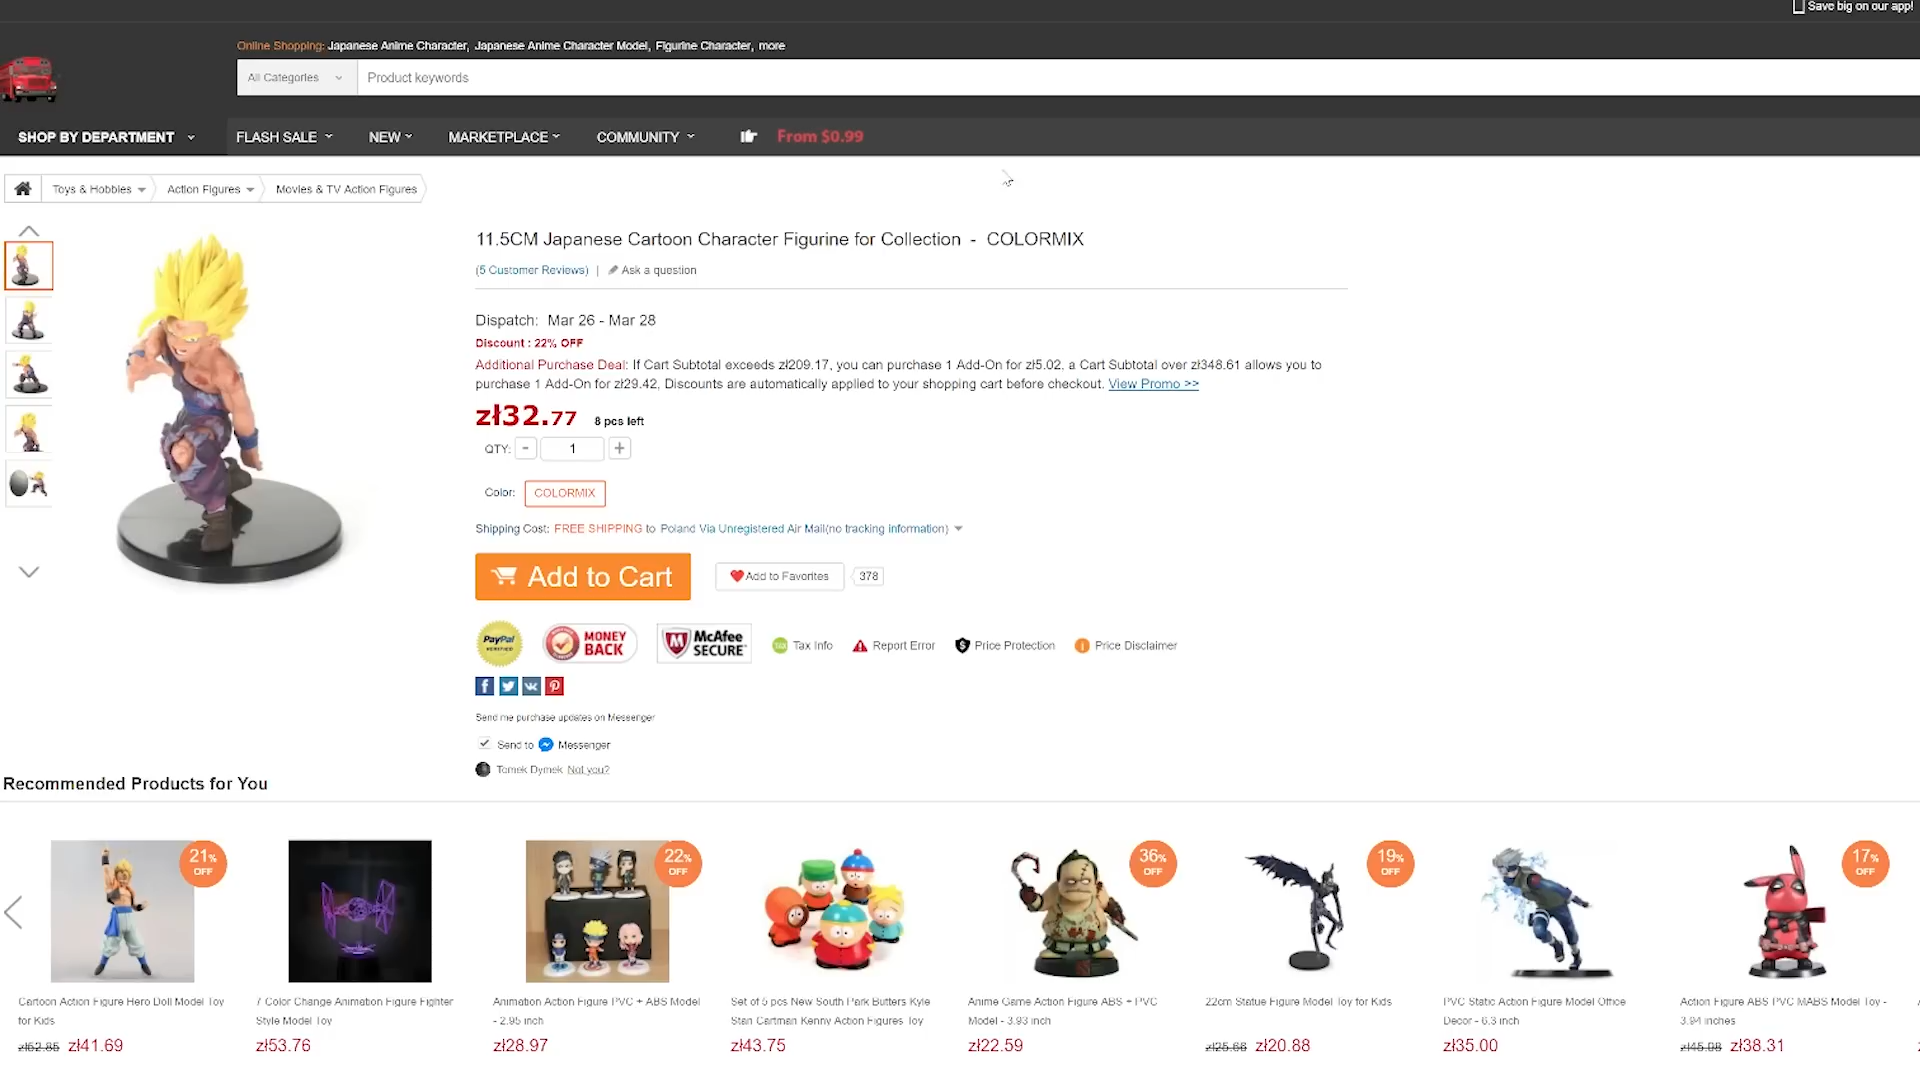 Save big on our app!
Online Shopping: Japanese Anime Character, Japanese Anime Character Model, Figurine Character, more
All Categories
Product keywords
SHOP BY DEPARTMENT
FLASH SALE
NEW
MARKETPLACE
COMMUNITY
From $0.99
Toys & Hobbies
Action Figures
Movies & TV Action Figures
11.5CM Japanese Cartoon Character Figurine for Collection - COLORMIX
(5 Customer Reviews) | Ask a question
Dispatch: Mar 26 - Mar 28
Discount : 22% OFF
Additional Purchase Deal: If Cart Subtotal exceeds zł209.17, you can purchase 1 Add-On for zł5.02, a Cart Subtotal over zł348.61 allows you to
purchase 1 Add-On for zł29.42, Discounts are automatically applied to your shopping cart before checkout. View Promo >>
zł32.77 8 pcs left
QTY: - 1 +
Color: COLORMIX
Shipping Cost: FREE SHIPPING to Poland Via Unregistered Air Mail(no tracking information)
Add to Cart
Add to Favorites
378
PayPal
VERIFIED
MONEY
BACK
McAfee
SECURE
Tax Info
Report Error
Price Protection
Price Disclaimer
Send me purchase updates on Messenger
Send to Messenger
Tomek Dymek Not you?
Recommended Products for You
21% OFF
22% OFF
36% OFF
19% OFF
17% OFF
Cartoon Action Figure Hero Doll Model Toy
for Kids
zł52.85 zł41.69
7 Color Change Animation Figure Fighter
Style Model Toy
zł53.76
Animation Action Figure PVC + ABS Model
- 2.95 inch
zł28.97
Set of 5 pcs New South Park Butters Kyle
Stan Cartman Kenny Action Figures Toy
zł43.75
Anime Game Action Figure ABS + PVC
Model - 3.93 inch
zł22.59
22cm Statue Figure Model Toy for Kids
zł25.66 zł20.88
PVC Static Action Figure Model Office
Decor - 6.3 inch
zł35.00
Action Figure ABS PVC MABS Model Toy -
3.94 inches
zł45.98 zł38.31